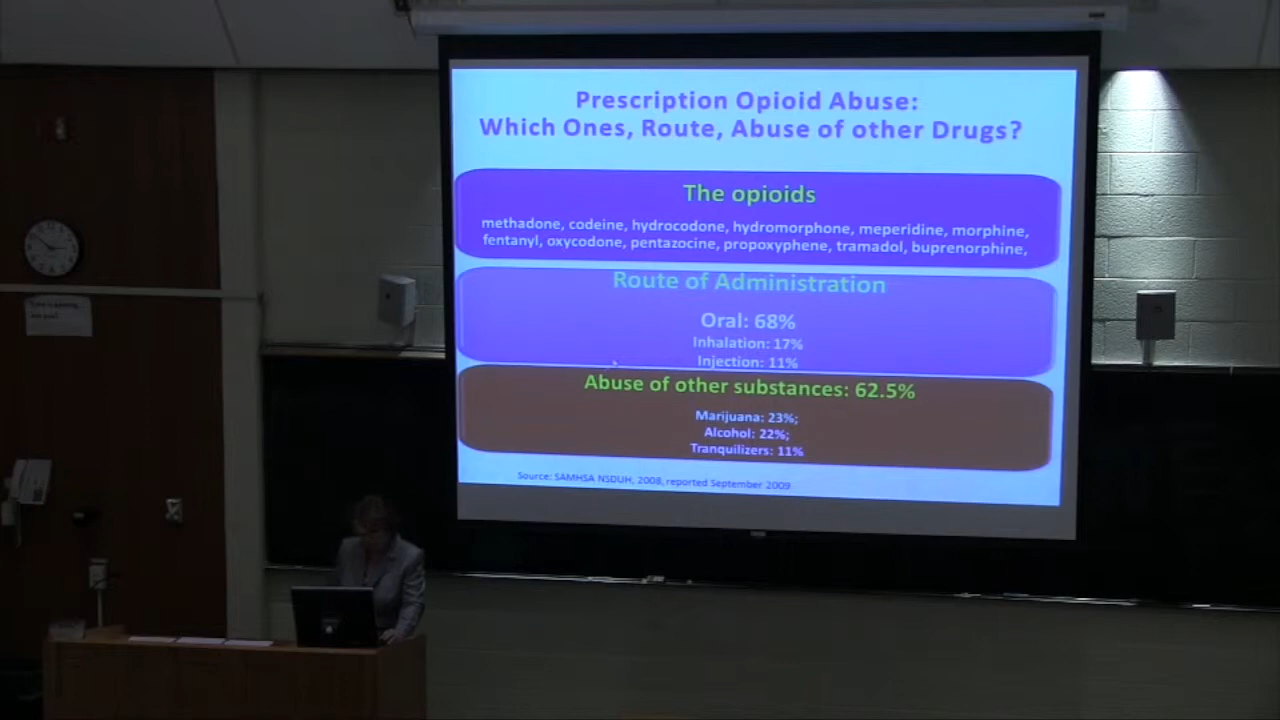 Prescription Opioid Abuse:
Which Ones, Route, Abuse of other Drugs?
The opioids
methadone, codeine, hydrocodone, hydromorphone, meperidine, morphine,
fentanyl, oxycodone, pentazocine, propoxyphene, tramadol, buprenorphine,
Route of Administration
Oral: 68%
Inhalation: 17%
Injection: 11%
Abuse of other substances: 62.5%
Marijuana: 23%;
Alcohol: 22%;
Tranquilizers: 11%
Source: SAMHSA NSDUH, 2008, reported September 2009